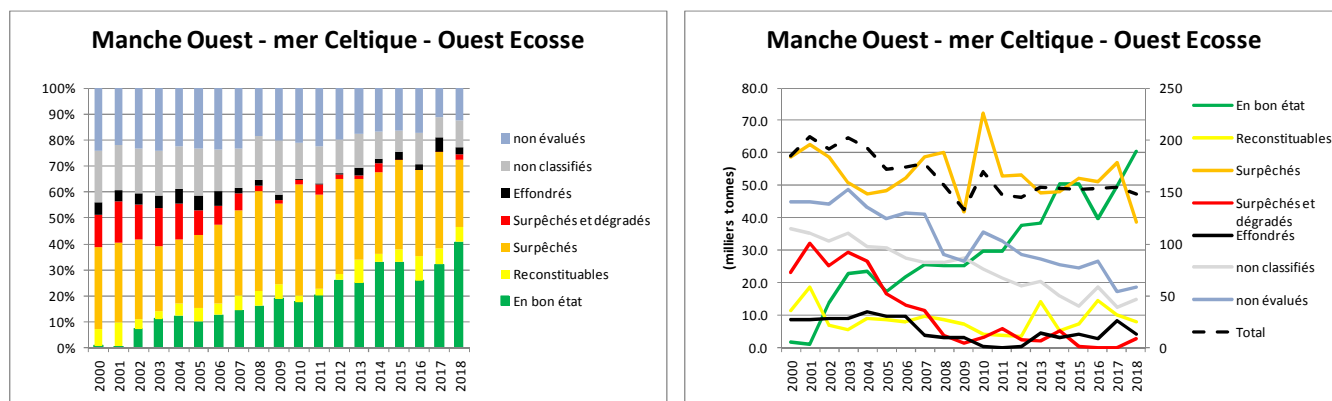 Manche Ouest - mer Celtique - Ouest Ecosse
100%
90%
80%
70%
60%
50%
40%
30%
20%
10%
0%
2000 2001 2002 2003 2004 2005 2006 2007 2008 2009 2010 2011 2012 2013 2014 2015 2016 2017 2018
non évalués
non classifiés
Effondrés
Surpêchés et dégradés
Surpêchés
Reconstituables
En bon état
Manche Ouest - mer Celtique - Ouest Ecosse
(milliers tonnes)
80.0
70.0
60.0
50.0
40.0
30.0
20.0
10.0
0.0
250
200
150
100
50
0
2000 2001 2002 2003 2004 2005 2006 2007 2008 2009 2010 2011 2012 2013 2014 2015 2016 2017 2018
En bon état
Reconstituables
Surpêchés
Surpêchés et
dégradés
Effondrés
non classifiés
non évalués
Total